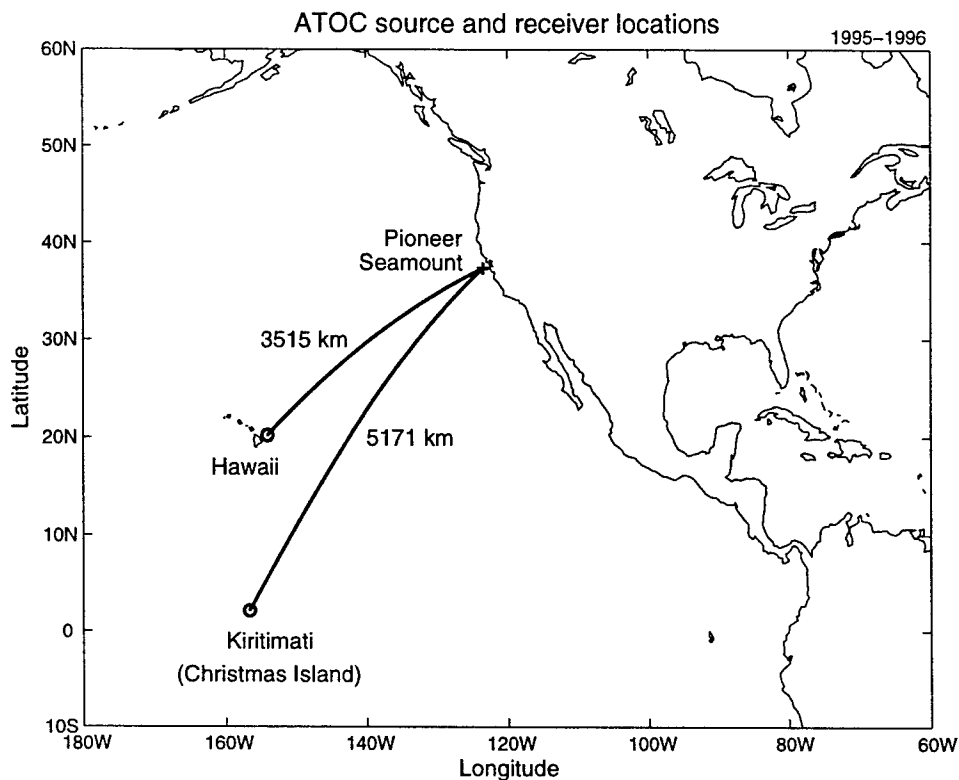 ATOC source and receiver locations
1995–1996
60N
50N
40N
30N
20N
10N
0
10S
Latitude
Pioneer
Seamount
3515 km
5171 km
Hawaii
Kiritimati
(Christmas Island)
180W
160W
140W
120W
100W
80W
60W
Longitude